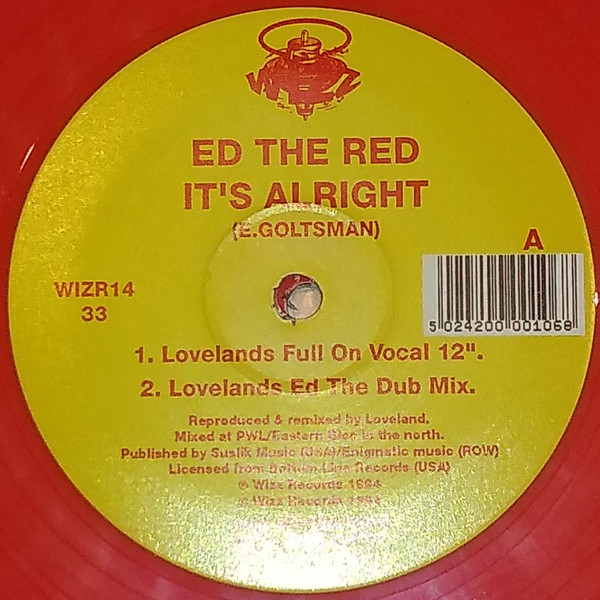 WIZZ
ED THE RED
IT'S ALRIGHT
(E.GOLTSMAN)
A
WIZR14
33
5 024200 001068
1. Lovelands Full On Vocal 12".
2. Lovelands Ed The Dub Mix.
Reproduced & remixed by Loveland.
Mixed at PWL/Eastern Bloc in the north.
Published by Suslik Music (USA)/Enigmatic music (ROW)
Licensed from Bottom Line Records (USA)
℗ Wizz Records 1994
© Wizz Records 1994